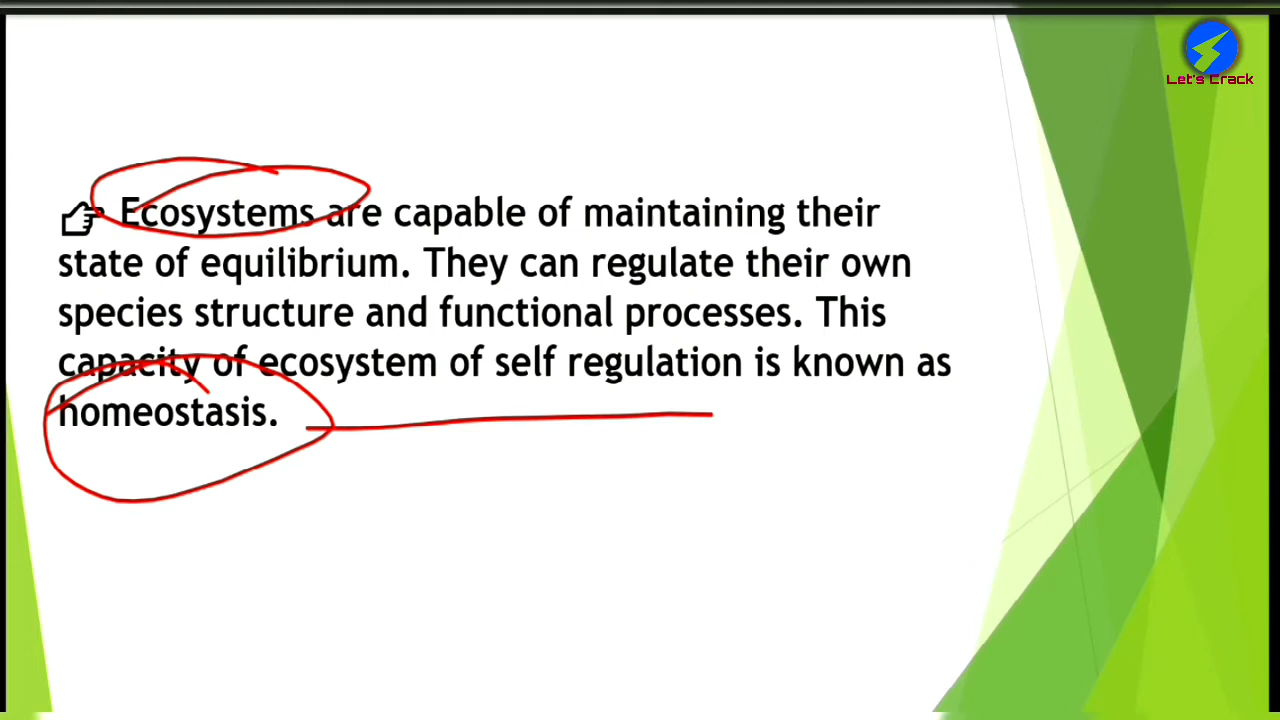 Let's Crack
Ecosystems are capable of maintaining their
state of equilibrium. They can regulate their own
species structure and functional processes. This
capacity of ecosystem of self regulation is known as
homeostasis.